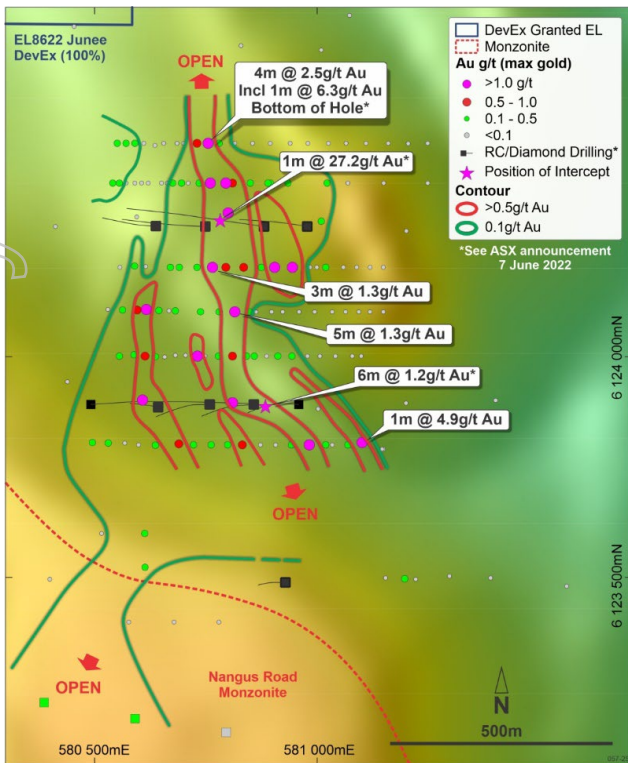 EL8622 Junee
DevEx (100%)
OPEN
4m @ 2.5g/t Au
Incl 1m @ 6.3g/t Au
Bottom of Hole*
1m @ 27.2g/t Au*
3m @ 1.3g/t Au
5m @ 1.3g/t Au
6m @ 1.2g/t Au*
1m @ 4.9g/t Au
OPEN
OPEN
Nangus Road
Monzonite
DevEx Granted EL
Monzonite
Au g/t (max gold)
>1.0 g/t
0.5 - 1.0
0.1 - 0.5
<0.1
RC/Diamond Drilling*
Position of Intercept
Contour
>0.5g/t Au
0.1g/t Au
*See ASX announcement
7 June 2022
6 124 000mN
6 123 500mN
N
500m
580 500mE
581 000mE